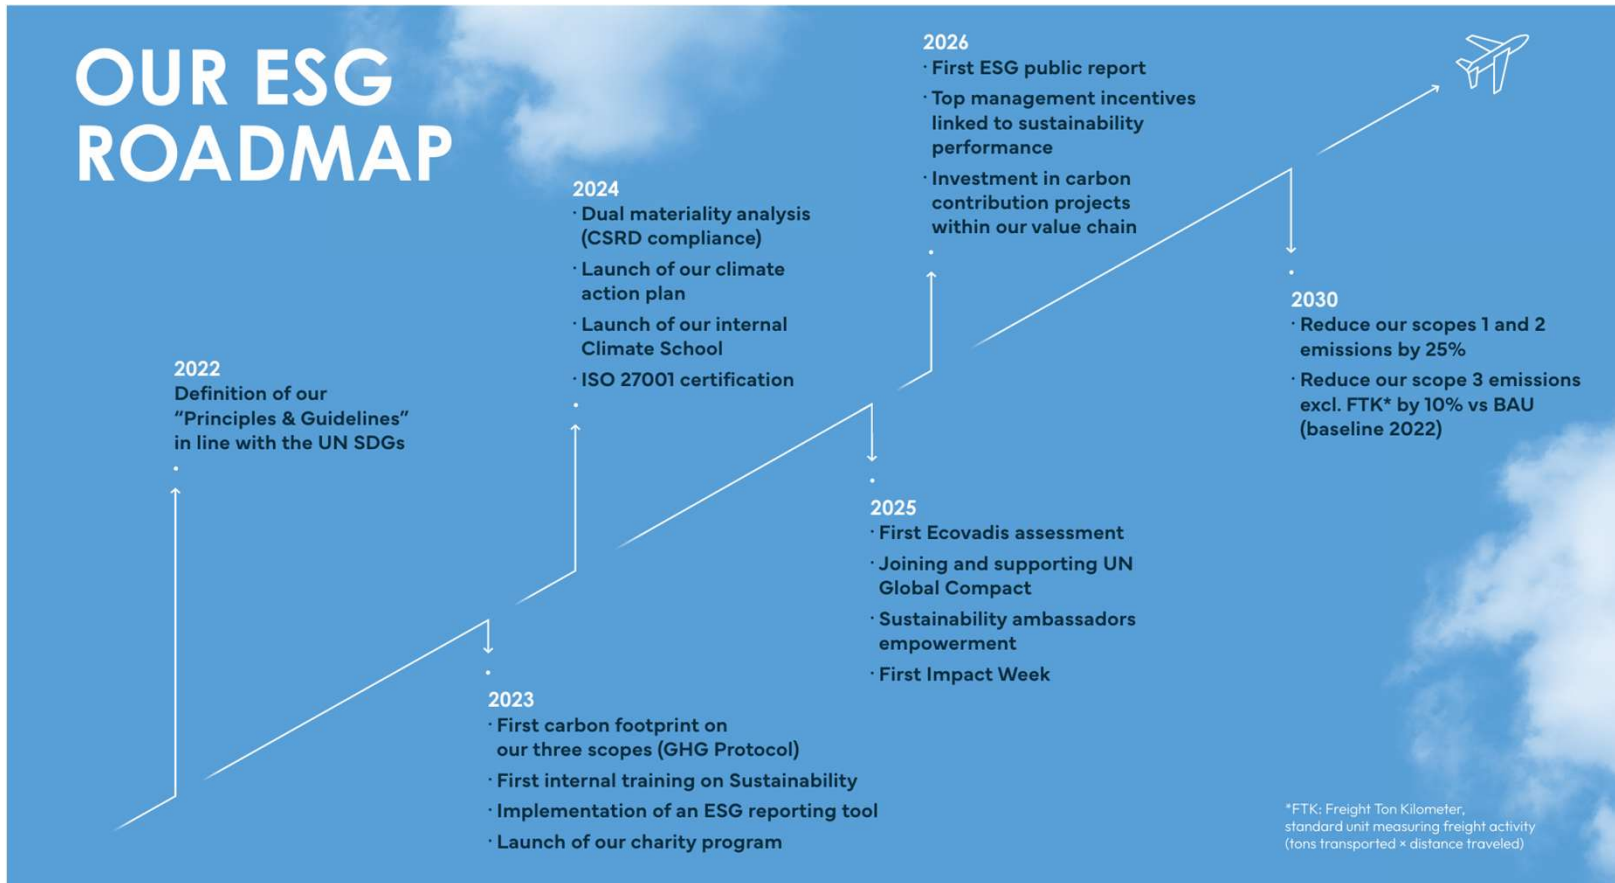 OUR ESG
ROADMAP
2022
Definition of our
“Principles & Guidelines”
in line with the UN SDGs
2023
· First carbon footprint on
our three scopes (GHG Protocol)
· First internal training on Sustainability
· Implementation of an ESG reporting tool
· Launch of our charity program
2024
· Dual materiality analysis
(CSRD compliance)
· Launch of our climate
action plan
· Launch of our internal
Climate School
· ISO 27001 certification
2025
· First Ecovadis assessment
· Joining and supporting UN
Global Compact
· Sustainability ambassadors
empowerment
· First Impact Week
2026
· First ESG public report
· Top management incentives
linked to sustainability
performance
· Investment in carbon
contribution projects
within our value chain
2030
· Reduce our scopes 1 and 2
emissions by 25%
· Reduce our scope 3 emissions
excl. FTK* by 10% vs BAU
(baseline 2022)
*FTK: Freight Ton Kilometer,
standard unit measuring freight activity
(tons transported × distance traveled)